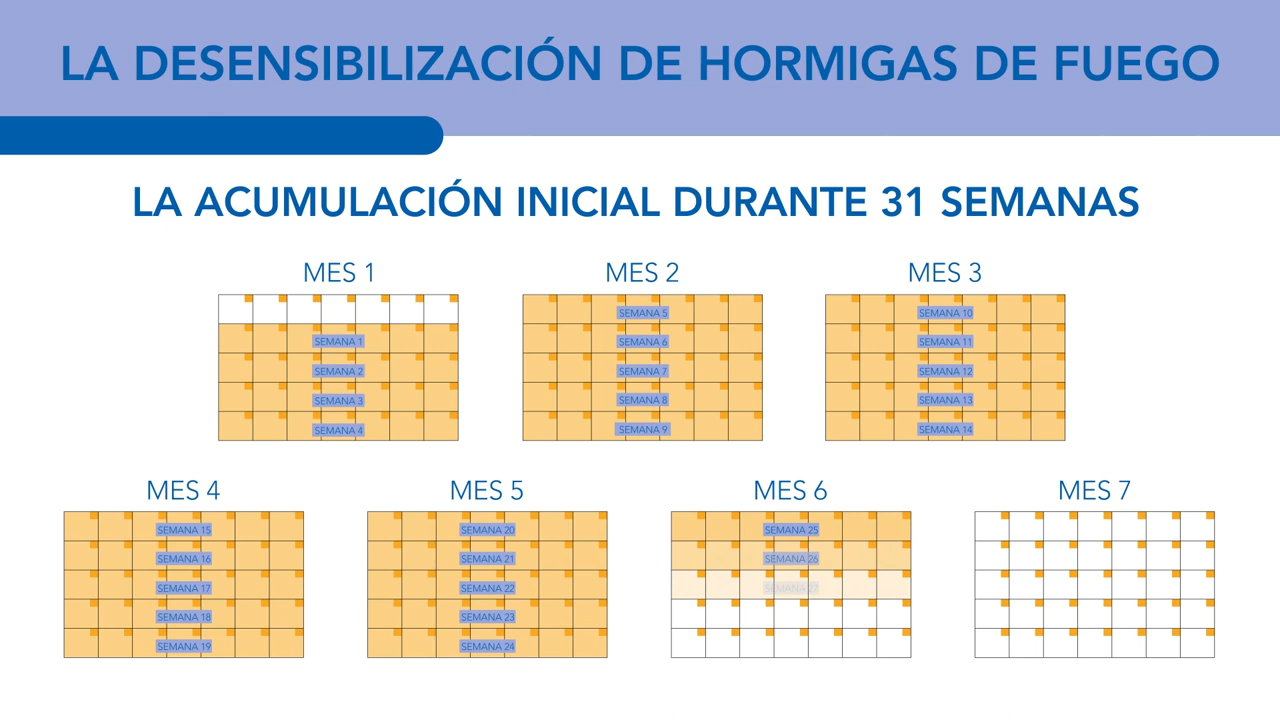 LA DESENSIBILIZACIÓN DE HORMIGAS DE FUEGO
LA ACUMULACIÓN INICIAL DURANTE 31 SEMANAS
MES 1
SEMANA 1
SEMANA 2
SEMANA 3
SEMANA 4
MES 2
SEMANA 5
SEMANA 6
SEMANA 7
SEMANA 8
SEMANA 9
MES 3
SEMANA 10
SEMANA 11
SEMANA 12
SEMANA 13
SEMANA 14
MES 4
SEMANA 15
SEMANA 16
SEMANA 17
SEMANA 18
SEMANA 19
MES 5
SEMANA 20
SEMANA 21
SEMANA 22
SEMANA 23
SEMANA 24
MES 6
SEMANA 25
SEMANA 26
SEMANA 27
MES 7